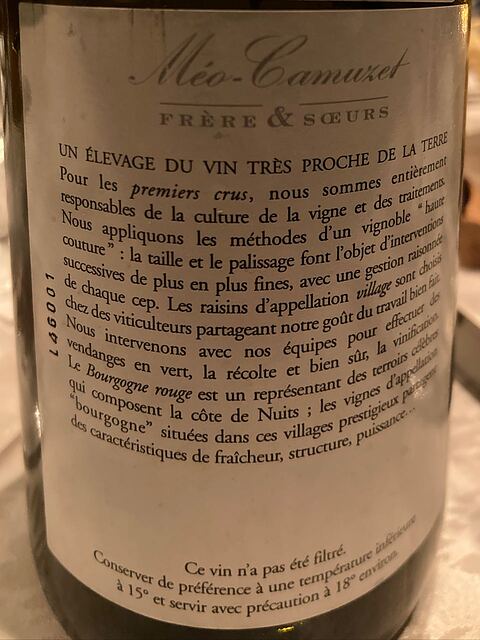 Méo-Camuzet
FRÈRE & SŒURS
UN ÉLEVAGE DU VIN TRÈS PROCHE DE LA TERRE
Pour les premiers crus, nous sommes entièrement
responsables de la culture de la vigne et des traitements.
Nous appliquons les méthodes d'un vignoble "haute
couture" : la taille et le palissage font l'objet d'interventions
successives de plus en plus fines, avec une gestion raisonnée
de chaque cep. Les raisins d'appellation village sont choisis
chez des viticulteurs partageant notre goût du travail bien fait.
Nous intervenons avec nos équipes pour effectuer des
vendanges en vert, la récolte et bien sûr, la vinification.
Le Bourgogne rouge est un représentant des terroirs célèbres
qui composent la côte de Nuits ; les vignes d'appellation
"bourgogne" situées dans ces villages prestigieux partagent
des caractéristiques de fraîcheur, structure, puissance...
Ce vin n'a pas été filtré.
Conserver de préférence à une température inférieure
à 15° et servir avec précaution à 18° environ.
LAG001